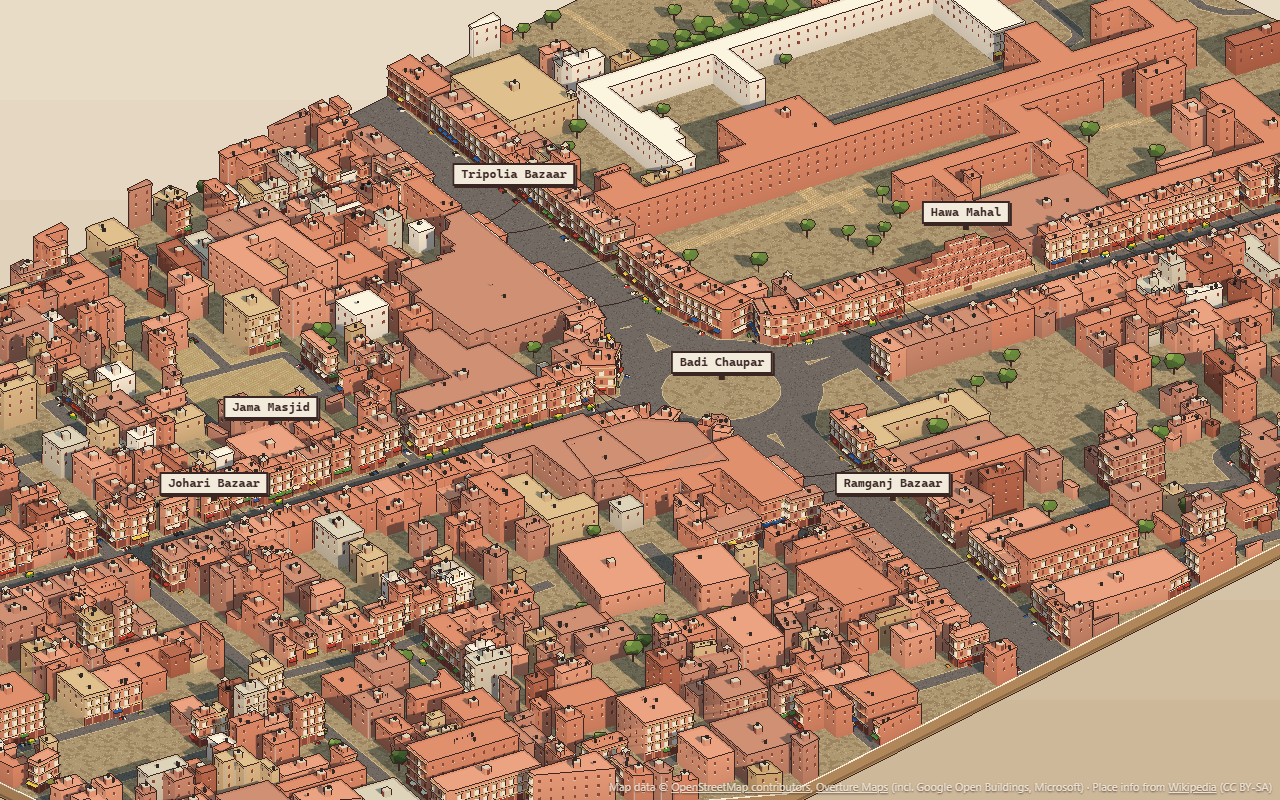 Tripolia Bazaar
Hawa Mahal
Badi Chaupar
Jama Masjid
Johari Bazaar
Ramganj Bazaar
Map data © OpenStreetMap contributors, Overture Maps (incl. Google Open Buildings, Microsoft) · Place info from Wikipedia (CC BY-SA)